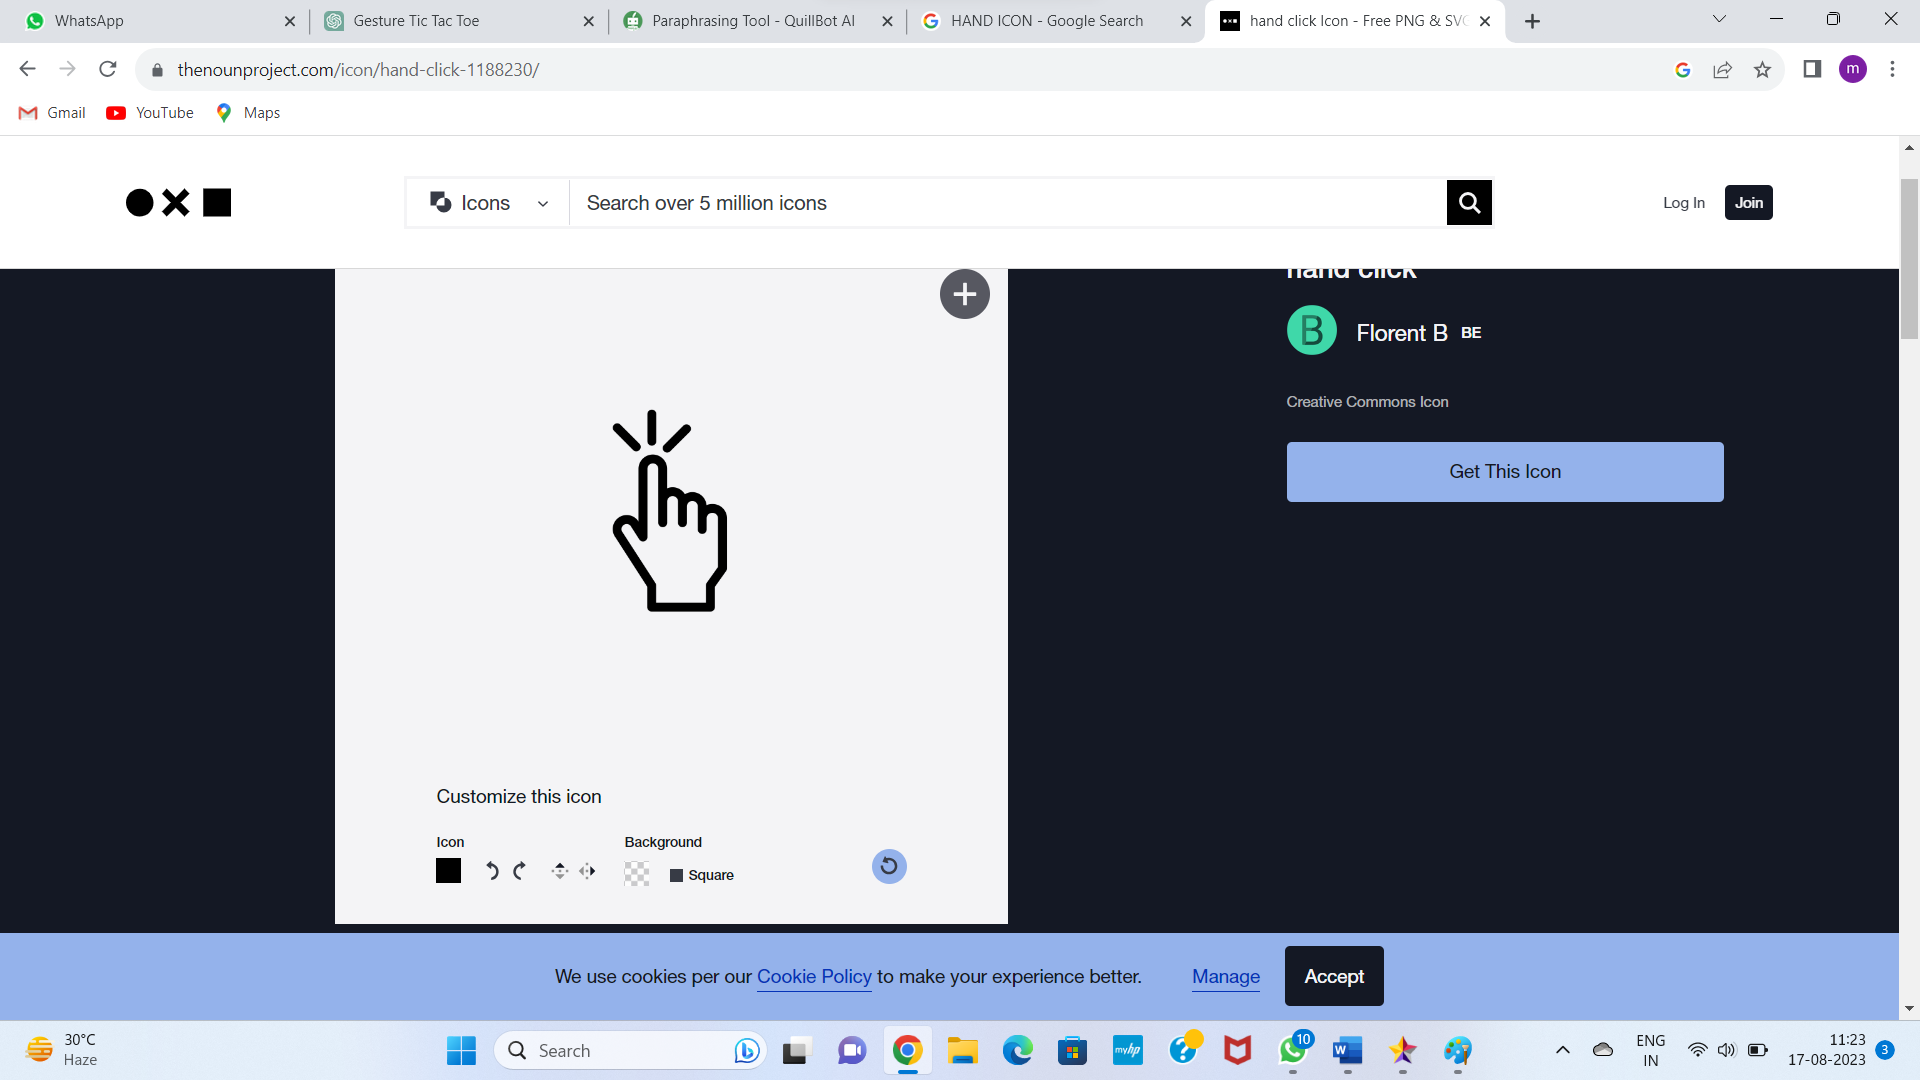 WhatsApp
Gesture Tic Tac Toe
Paraphrasing Tool - QuillBot AI
HAND ICON - Google Search
hand click Icon - Free PNG & SVG
thenounproject.com/icon/hand-click-1188230/
m
Gmail
YouTube
Maps
Icons
Search over 5 million icons
Log In
Join
hand click
B
Florent B BE
Creative Commons Icon
Get This Icon
Customize this icon
Icon
Background
Square
We use cookies per our Cookie Policy to make your experience better.
Manage
Accept
30°C
Haze
Search
myhp
10
W
ENG
IN
11:23
17-08-2023
3